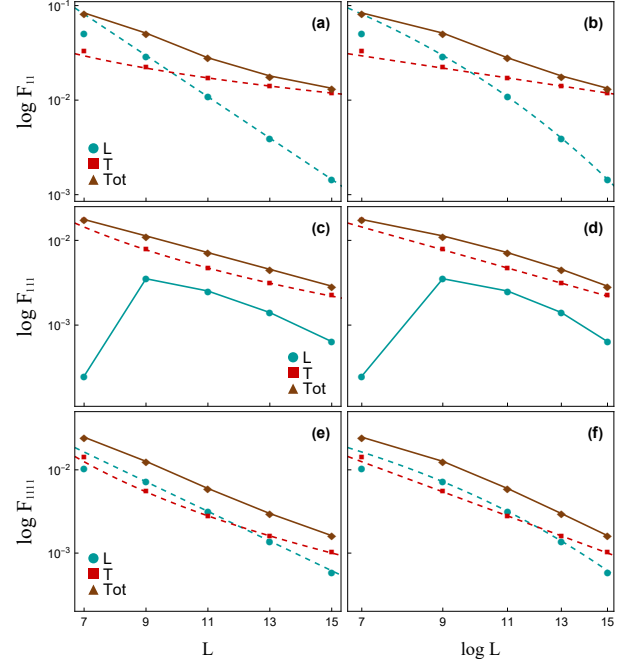 10⁻¹
10⁻²
10⁻³
log F₁₁
(a)
L
T
Tot
(b)
10⁻²
10⁻³
log F₁₁₁
(c)
L
T
Tot
(d)
10⁻²
10⁻³
log F₁₁₁₁
(e)
L
T
Tot
(f)
7 9 11 13 15
7 9 11 13 15
L
log L